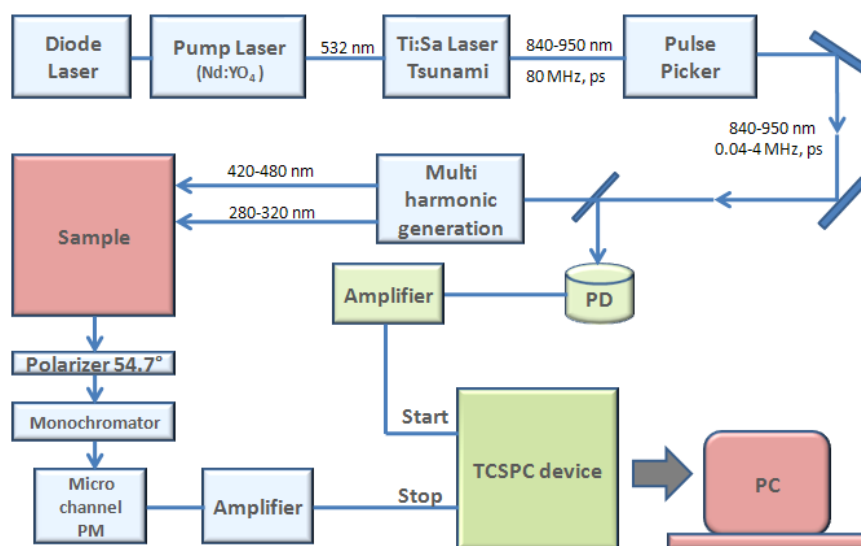 Diode
Laser
Pump Laser
(Nd:YO₄)
532 nm
Ti:Sa Laser
Tsunami
840-950 nm
80 MHz, ps
Pulse
Picker
840-950 nm
0.04-4 MHz, ps
Sample
420-480 nm
280-320 nm
Multi
harmonic
generation
Amplifier
PD
Polarizer 54.7°
Monochromator
Micro
channel
PM
Amplifier
Start
Stop
TCSPC device
PC